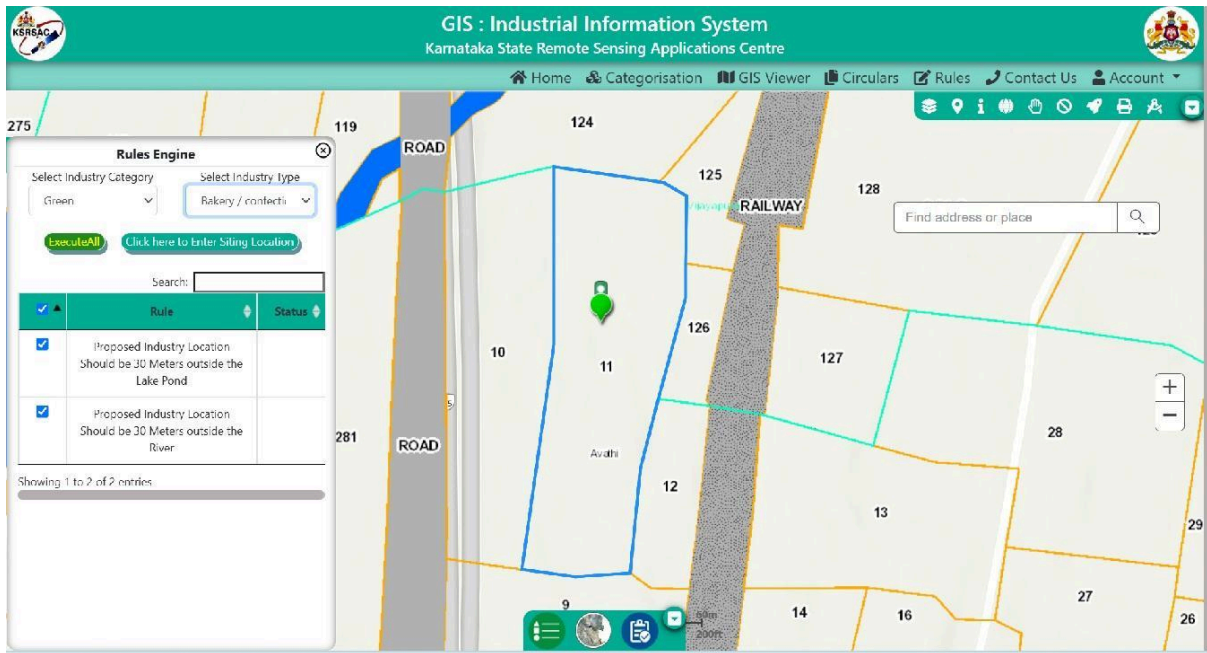 KSRSAC
GIS : Industrial Information System
Karnataka State Remote Sensing Applications Centre
Home Categorisation GIS Viewer Circulars Rules Contact Us Account
275
119
124
ROAD
125
128
RAILWAY
Find address or place
Rules Engine
Select Industry Category
Select Industry Type
Green
Bakery / confecti
ExecuteAll
Click here to Enter Siting Location
Search:
Rule
Status
Proposed Industry Location
Should be 30 Meters outside the
Lake Pond
Proposed Industry Location
Should be 30 Meters outside the
River
Showing 1 to 2 of 2 entries
126
10
11
127
+
−
281
ROAD
28
Avathi
12
13
29
9
14
16
27
26
60m
200ft